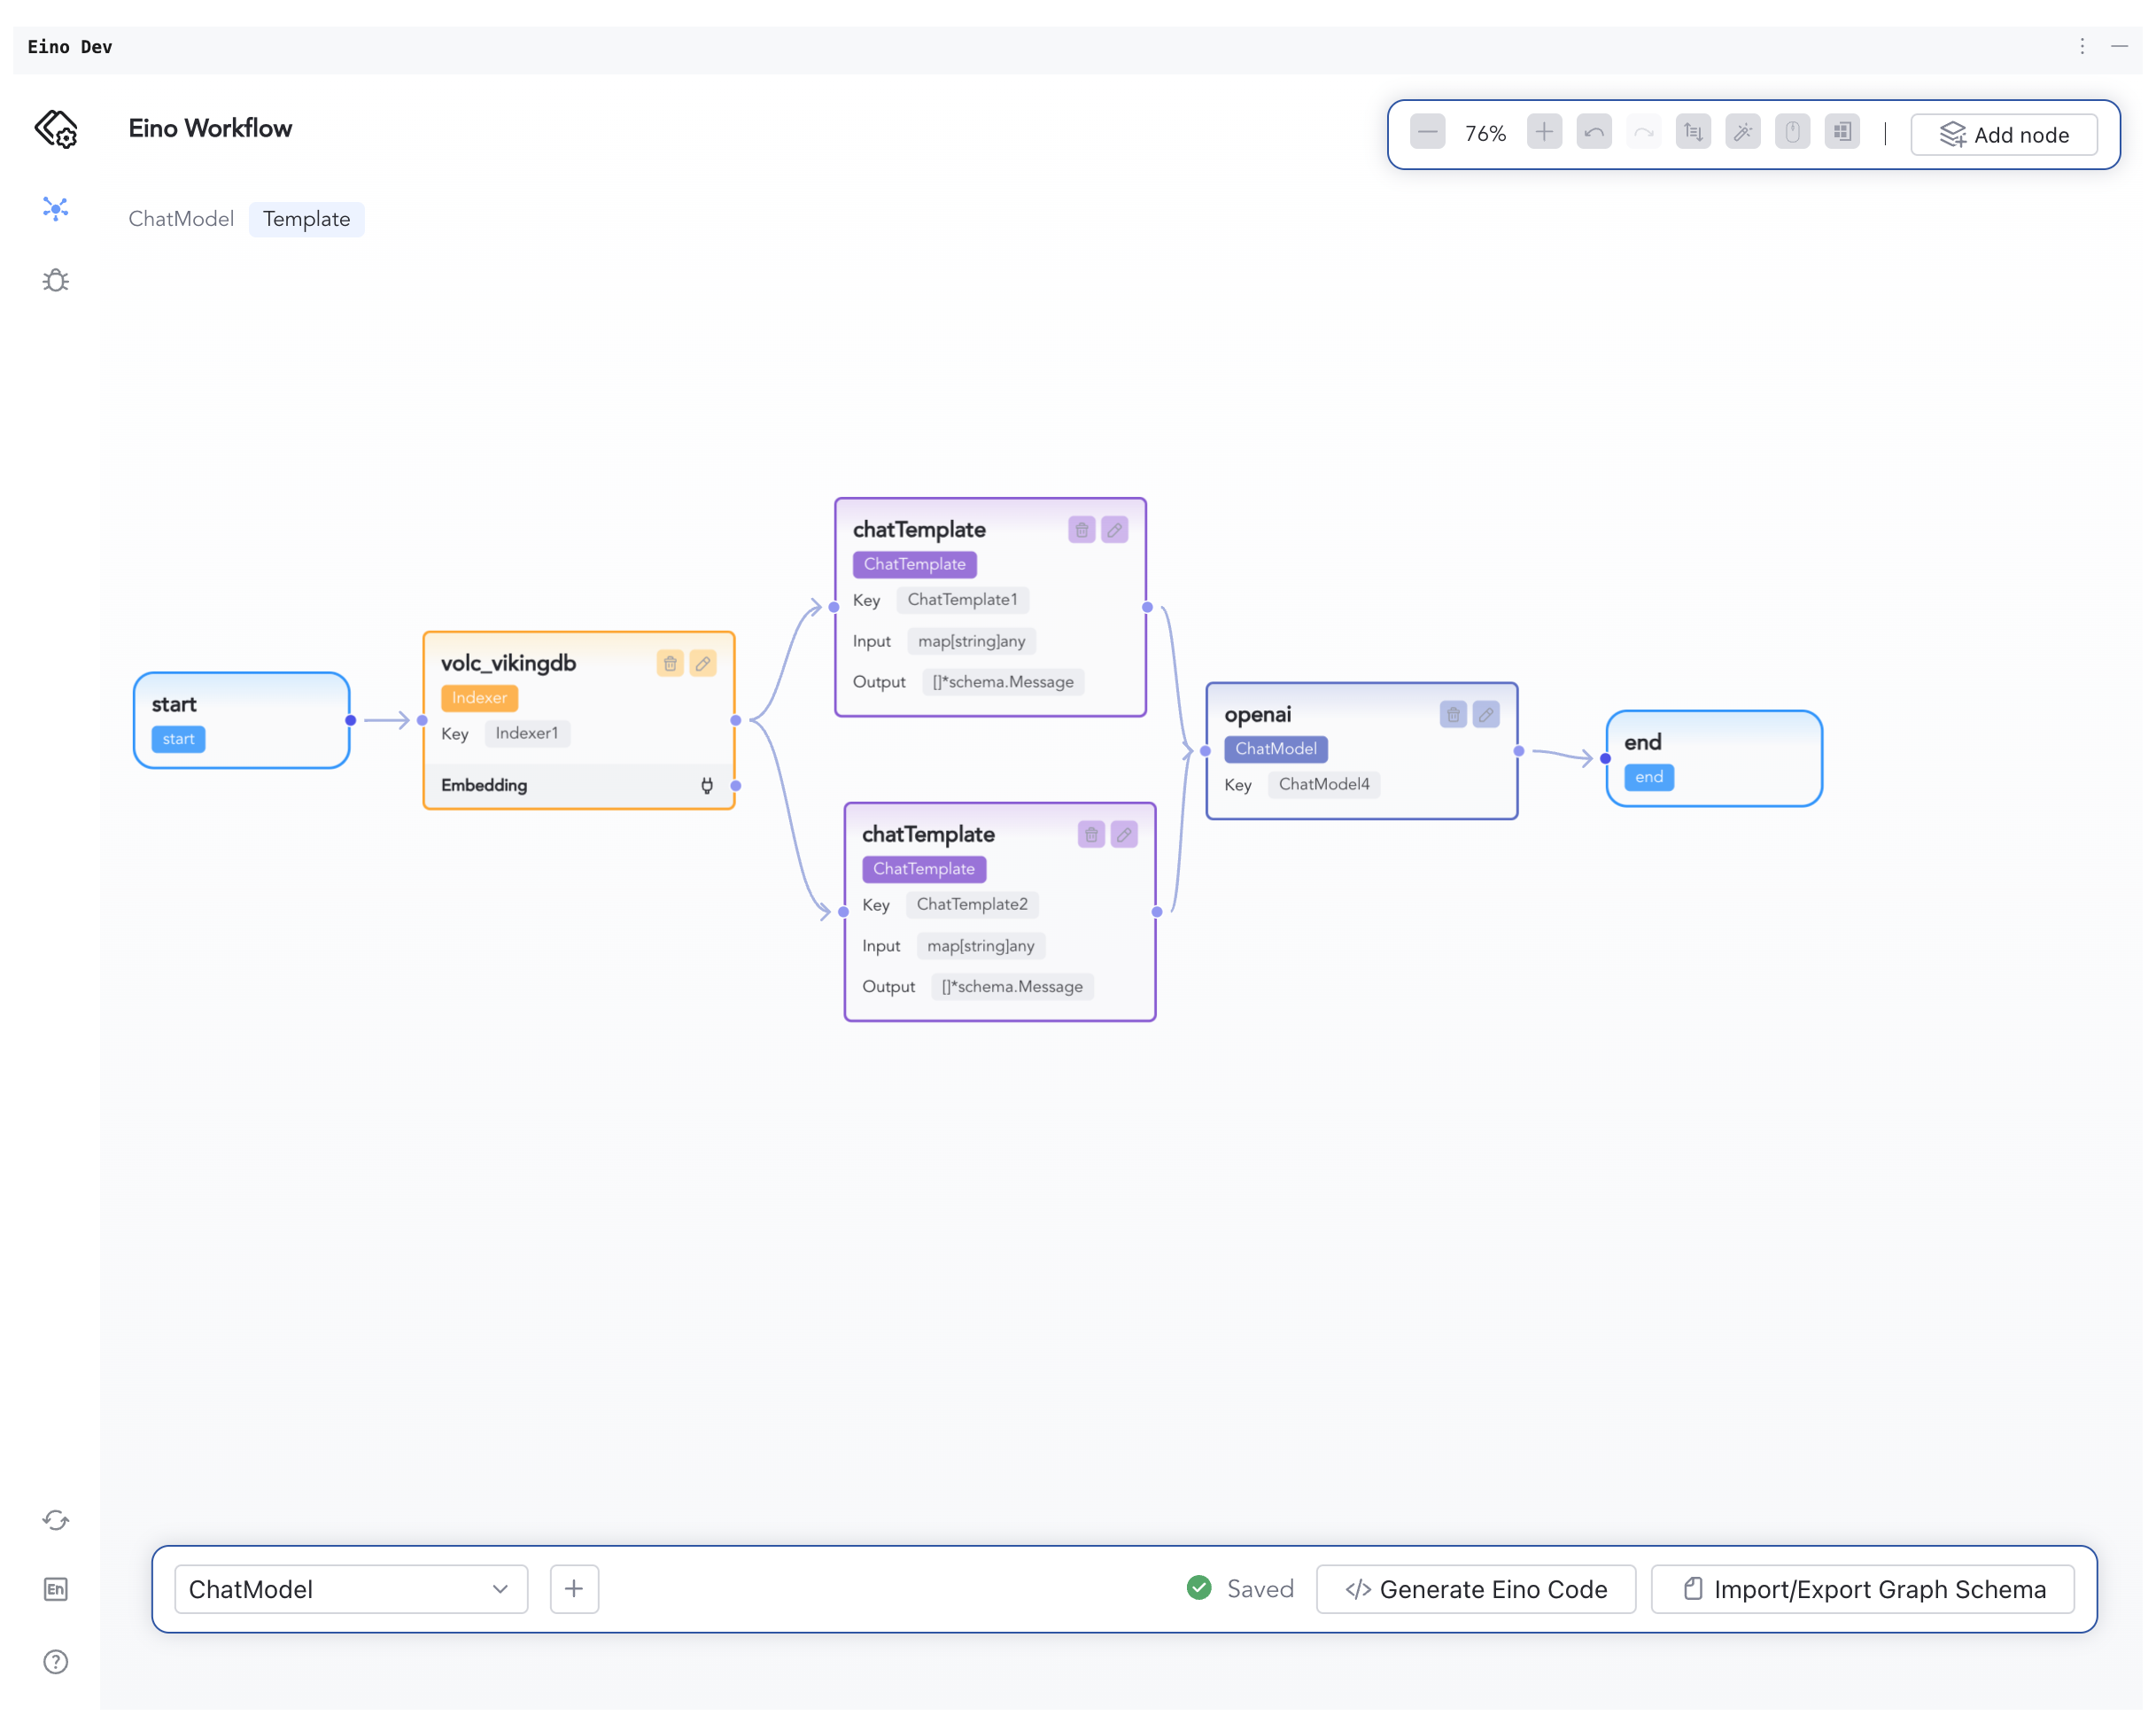 Eino Dev
Eino Workflow
76%
Add node
ChatModel Template
start
start
volc_vikingdb
Indexer
Key Indexer1
Embedding
chatTemplate
ChatTemplate
Key ChatTemplate1
Input map[string]any
Output []*schema.Message
chatTemplate
ChatTemplate
Key ChatTemplate2
Input map[string]any
Output []*schema.Message
openai
ChatModel
Key ChatModel4
end
end
En
ChatModel
Saved
</> Generate Eino Code
Import/Export Graph Schema